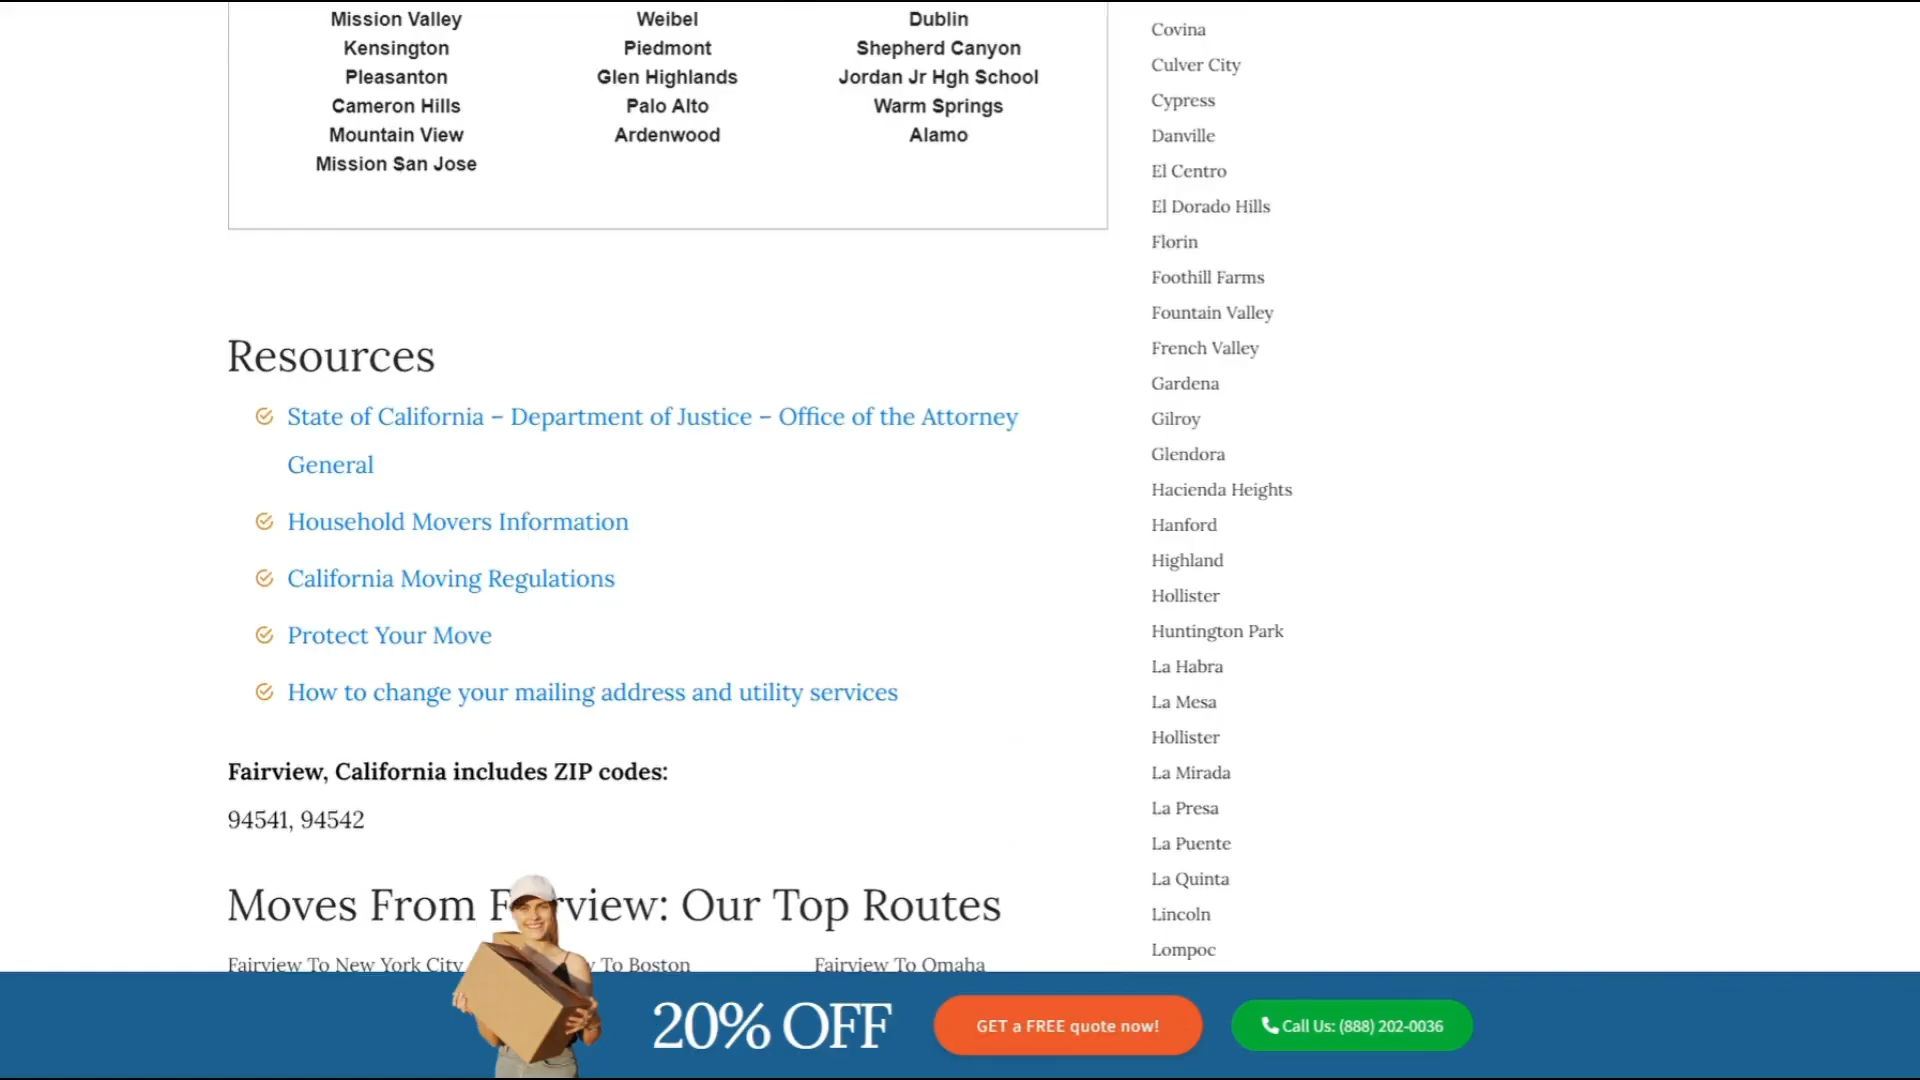 Mission Valley
Weibel
Dublin
Kensington
Piedmont
Shepherd Canyon
Pleasanton
Glen Highlands
Jordan Jr Hgh School
Cameron Hills
Palo Alto
Warm Springs
Mountain View
Ardenwood
Alamo
Mission San Jose
Resources
State of California – Department of Justice – Office of the Attorney
General
Household Movers Information
California Moving Regulations
Protect Your Move
How to change your mailing address and utility services
Fairview, California includes ZIP codes:
94541, 94542
Moves From Fairview: Our Top Routes
Fairview To New York City
To Boston
Fairview To Omaha
Covina
Culver City
Cypress
Danville
El Centro
El Dorado Hills
Florin
Foothill Farms
Fountain Valley
French Valley
Gardena
Gilroy
Glendora
Hacienda Heights
Hanford
Highland
Hollister
Huntington Park
La Habra
La Mesa
Hollister
La Mirada
La Presa
La Puente
La Quinta
Lincoln
Lompoc
20% OFF
GET a FREE quote now!
Call Us: (888) 202-0036